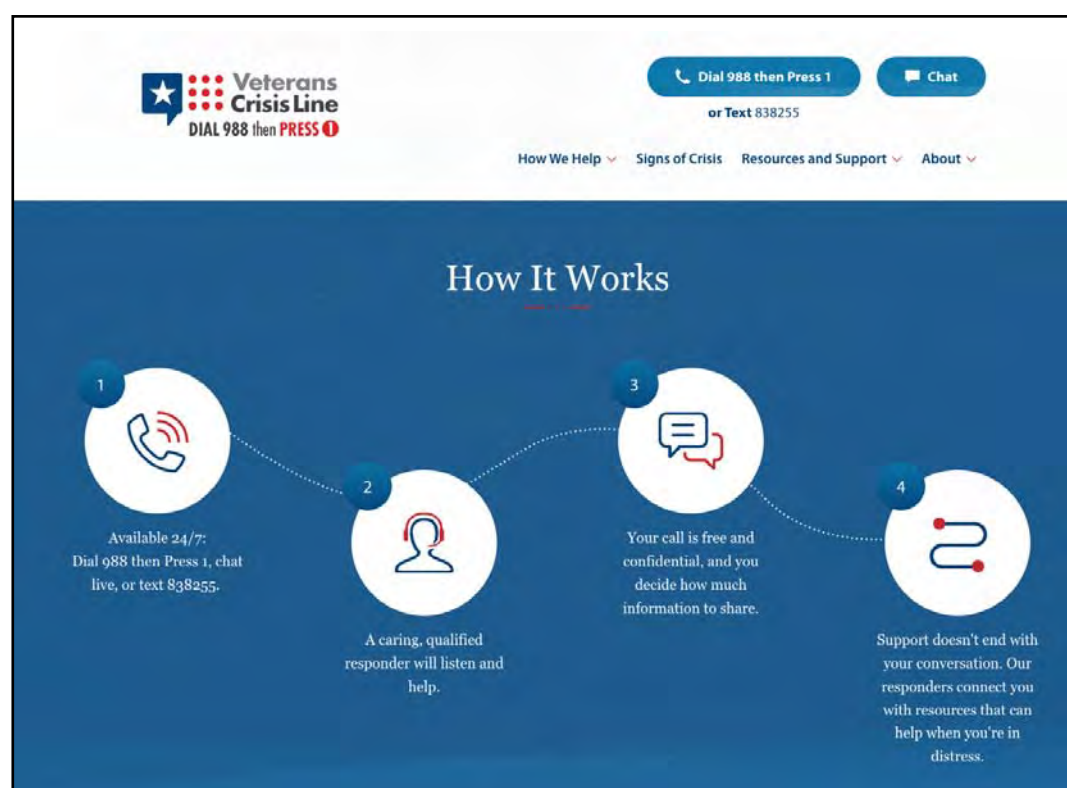 Veterans
Crisis Line
DIAL 988 then PRESS 1
Dial 988 then Press 1
Chat
or Text 838255
How We Help
Signs of Crisis
Resources and Support
About
How It Works
1
Available 24/7:
Dial 988 then Press 1, chat
live, or text 838255.
2
A caring, qualified
responder will listen and
help.
3
Your call is free and
confidential, and you
decide how much
information to share.
4
Support doesn't end with
your conversation. Our
responders connect you
with resources that can
help when you're in
distress.